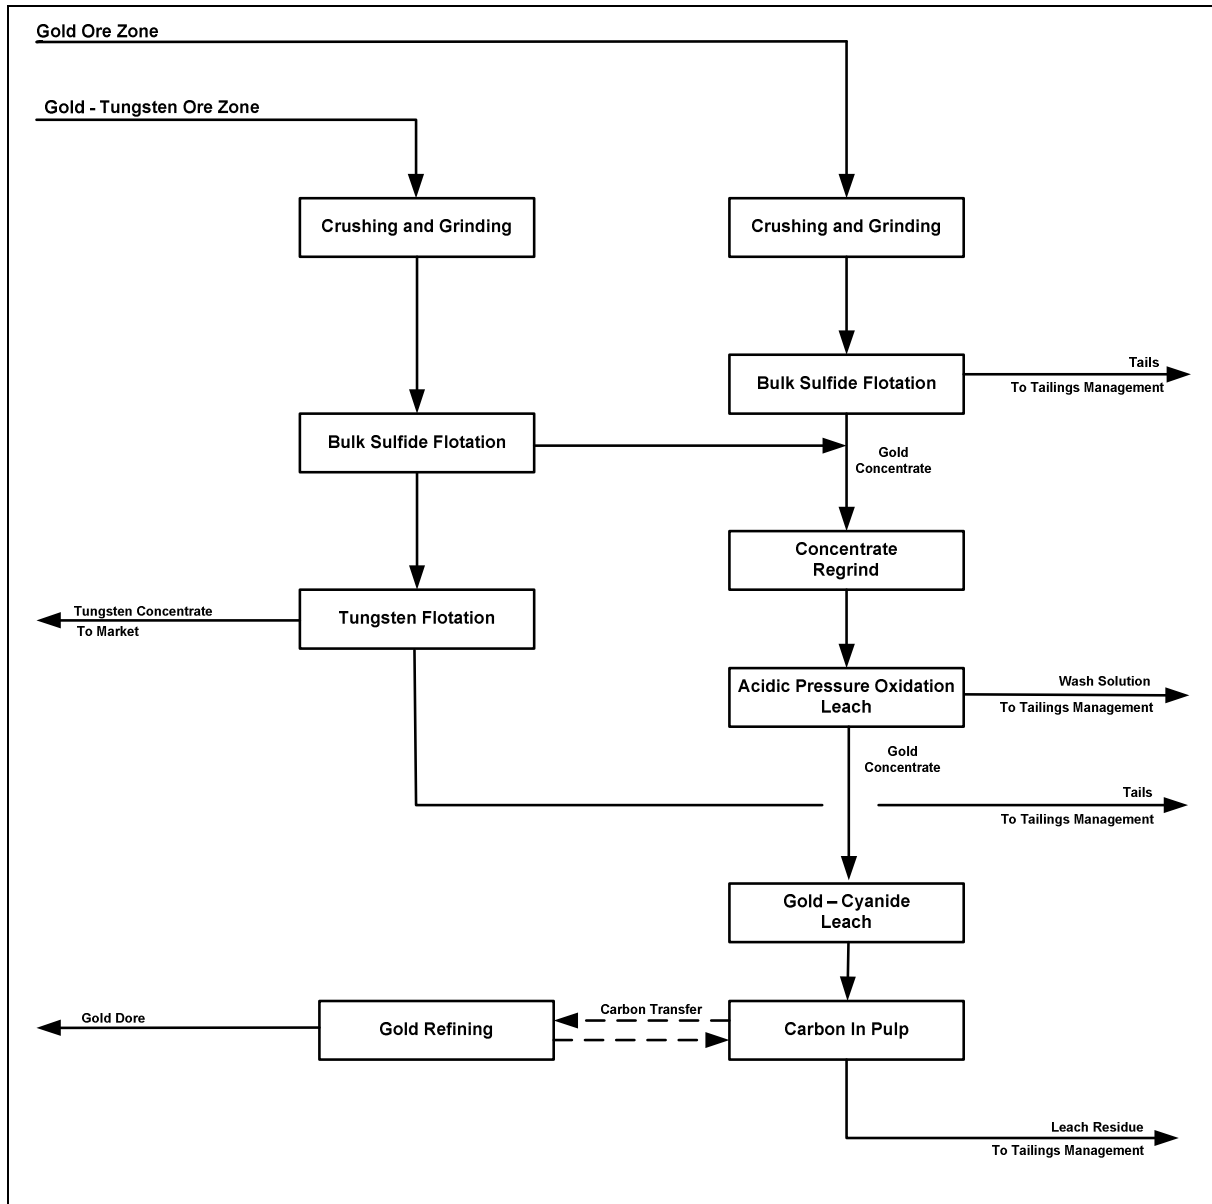 Gold Ore Zone
Gold - Tungsten Ore Zone
Crushing and Grinding
Crushing and Grinding
Bulk Sulfide Flotation
Tails
To Tailings Management
Bulk Sulfide Flotation
Gold
Concentrate
Concentrate
Regrind
Tungsten Concentrate
To Market
Tungsten Flotation
Acidic Pressure Oxidation
Leach
Wash Solution
To Tailings Management
Gold
Concentrate
Tails
To Tailings Management
Gold – Cyanide
Leach
Gold Dore
Gold Refining
Carbon Transfer
Carbon In Pulp
Leach Residue
To Tailings Management